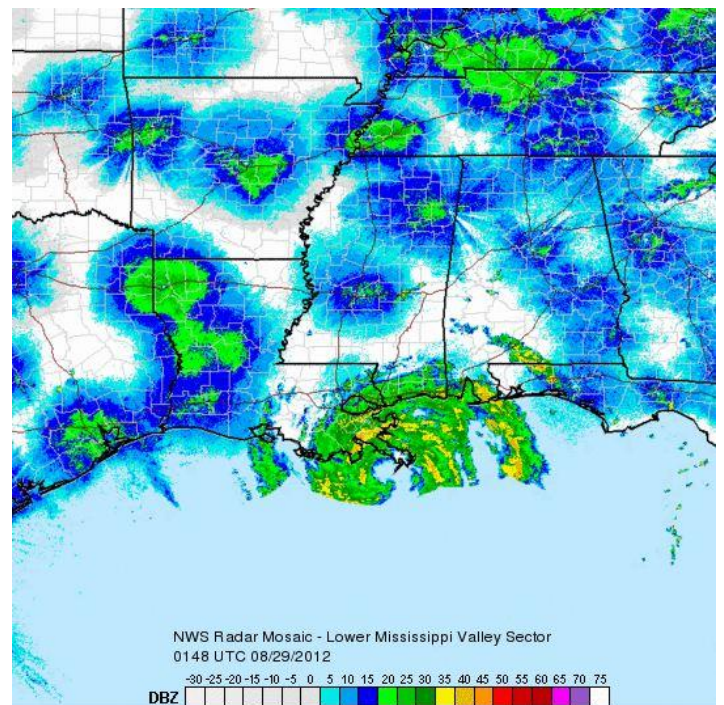 NWS Radar Mosaic - Lower Mississippi Valley Sector
0148 UTC 08/29/2012
-30 -25 -20 -15 -10 -5 0 5 10 15 20 25 30 35 40 45 50 55 60 65 70 75
DBZ